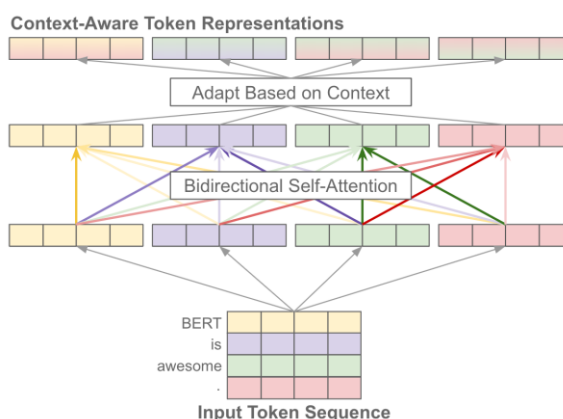 Context-Aware Token Representations
Adapt Based on Context
Bidirectional Self-Attention
BERT
is
awesome
.
Input Token Sequence